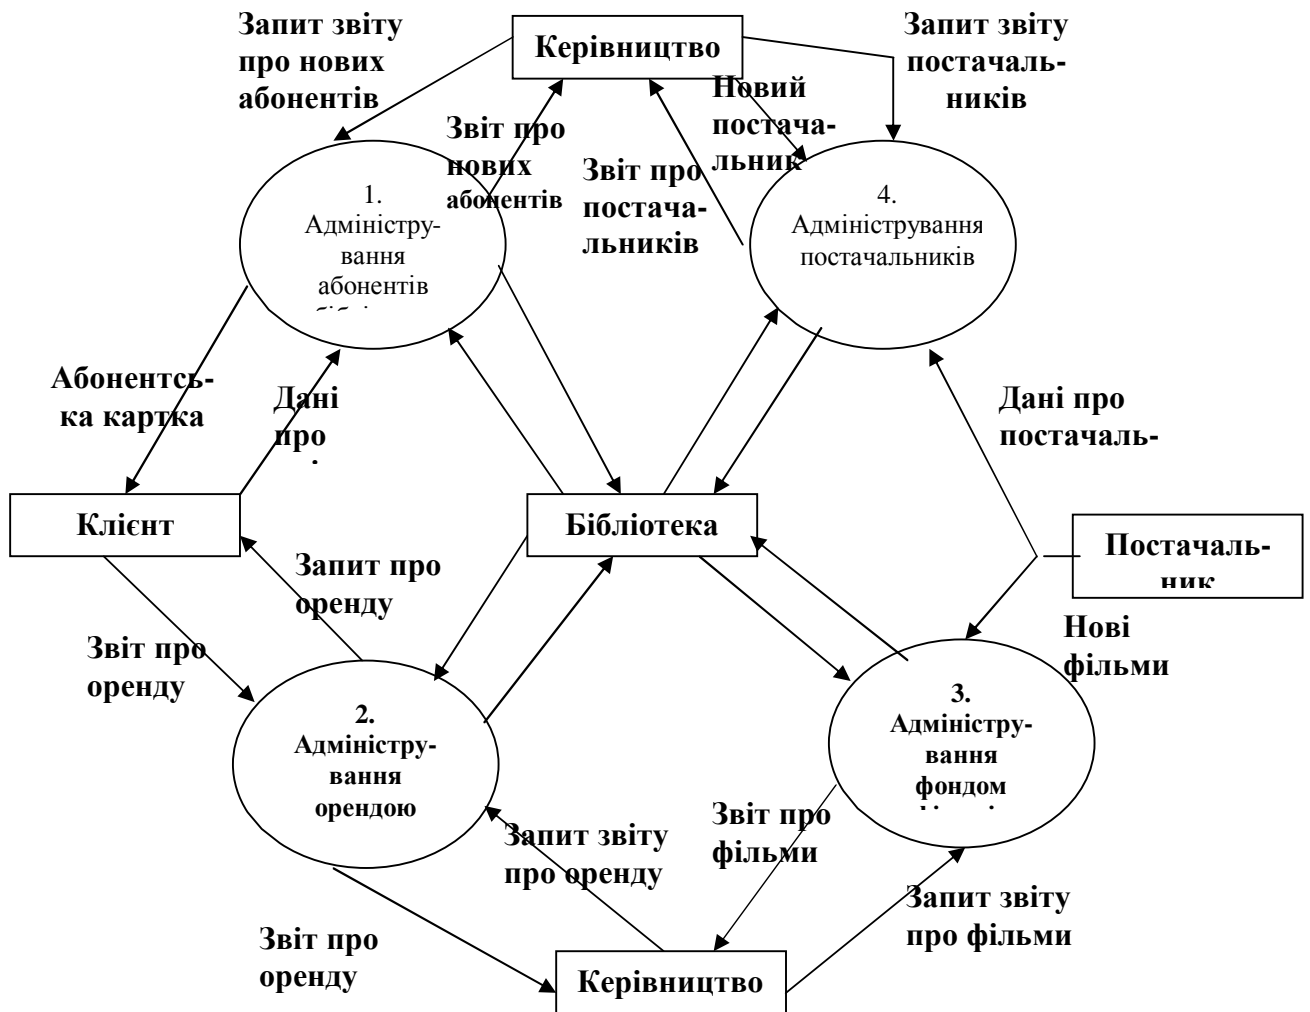 Запит звіту
про нових
абонентів
Керівництво
Запит звіту
постачаль-
ників
Звіт про
нових
абонентів
Новий
постача-
льник
Звіт про
постача-
льників
1.
Адміністру-
вання
абонентів
4.
Адміністрування
постачальників
Абонентсь-
ка картка
Дані
про
Дані про
постачаль-
Клієнт
Бібліотека
Постачаль-
ник
Запит про
оренду
Звіт про
оренду
Нові
фільми
2.
Адміністру-
вання
орендою
3.
Адміністру-
вання
фондом
Запит звіту
про оренду
Звіт про
фільми
Запит звіту
про фільми
Звіт про
оренду
Керівництво